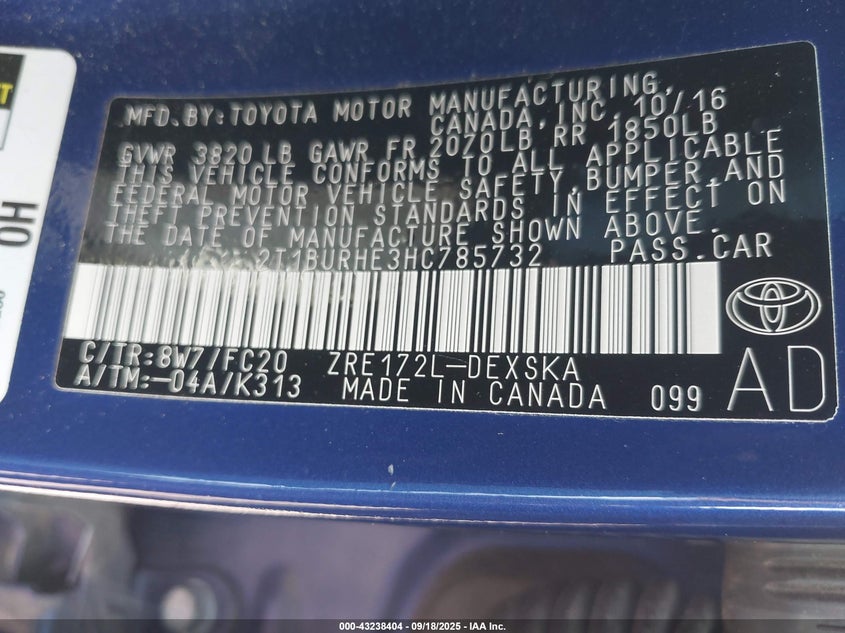 MFD. BY: TOYOTA MOTOR MANUFACTURING,
CANADA, INC. 10/16
GVWR 3820 LB GAWR FR 2070LB RR 1850LB
THIS VEHICLE CONFORMS TO ALL APPLICABLE
FEDERAL MOTOR VEHICLE SAFETY, BUMPER, AND
THEFT PREVENTION STANDARDS IN EFFECT ON
THE DATE OF MANUFACTURE SHOWN ABOVE.
2T1BURHE3HC785732 PASS.CAR
C/TR:8W7/FC20 ZRE172L-DEXSKA
A/TM:-04A/K313 MADE IN CANADA 099
AD
HO
000-43238404 - 09/18/2025 - IAA Inc.